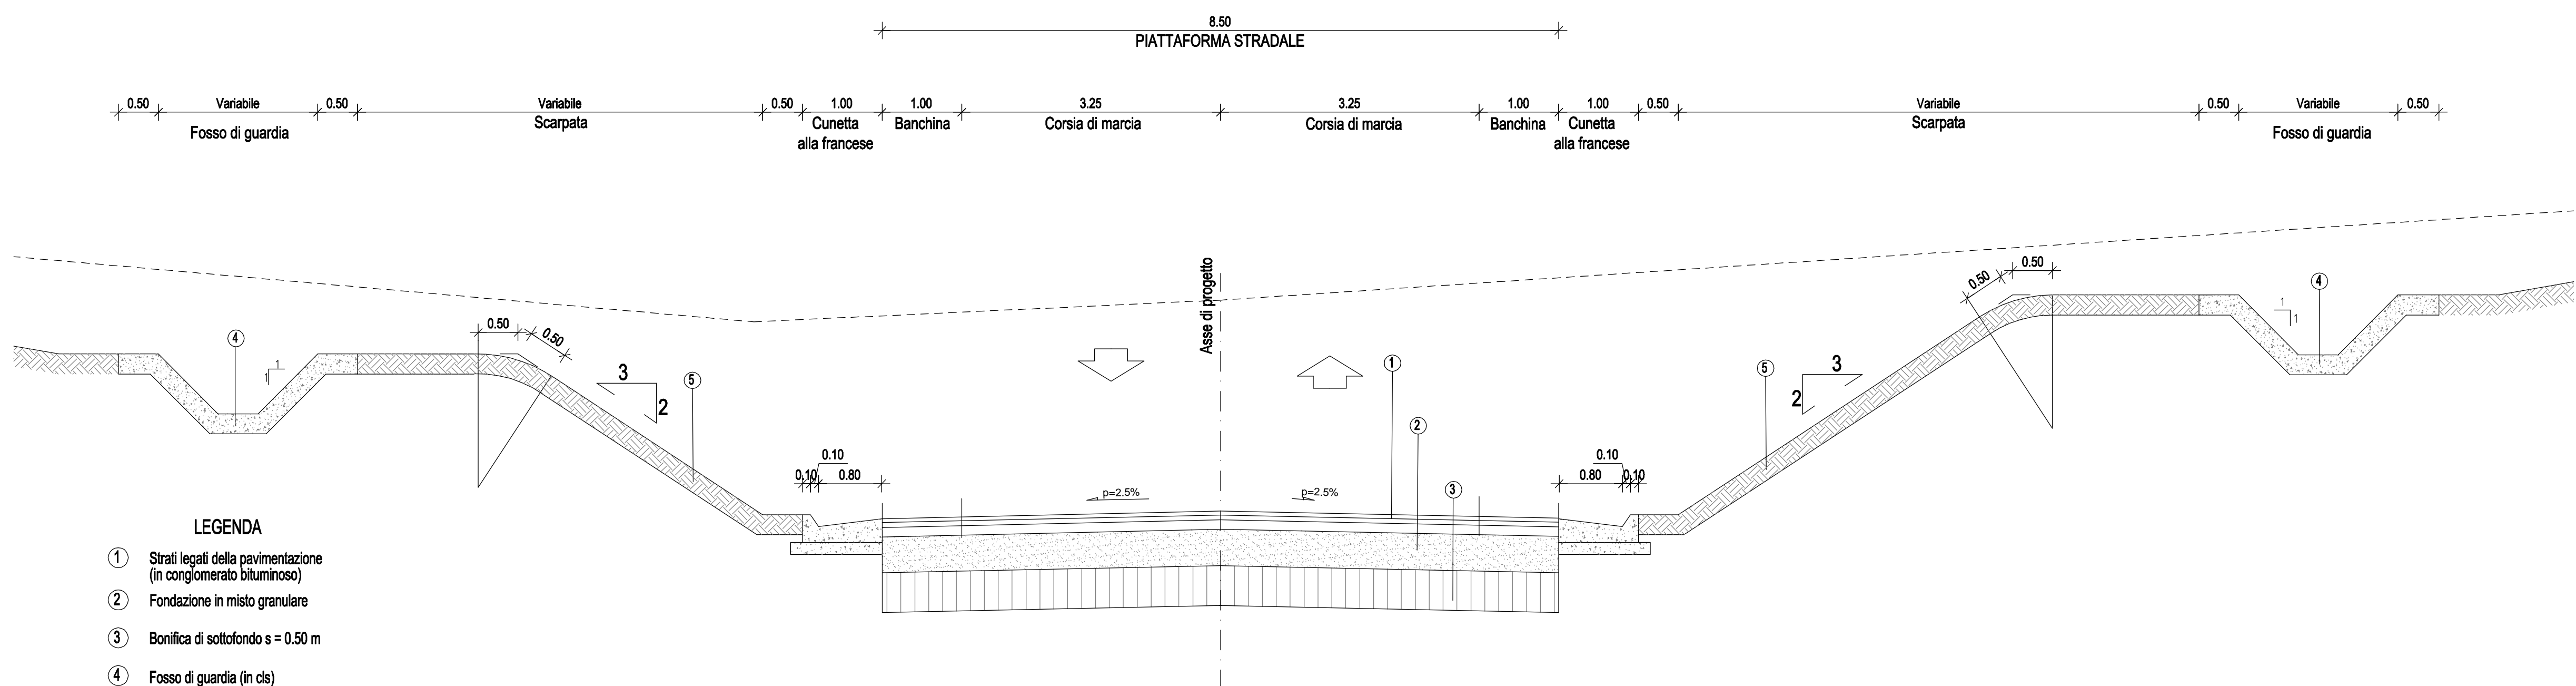 8.50
PIATTAFORMA STRADALE
0.50 Variabile 0.50 Variabile 0.50 1.00 1.00 3.25 3.25 1.00 1.00 0.50 Variabile 0.50 Variabile 0.50
Fosso di guardia Scarpata Cunetta Banchina Corsia di marcia Corsia di marcia Banchina Cunetta Scarpata Fosso di guardia
alla francese alla francese
Asse di progetto
0.50 0.50
4
1
1
0.50 0.50
4
1
1
3
2
5
1
2
3
3
2
5
0.10
0.10 0.80
p=2.5% p=2.5%
0.10
0.80 0.10
LEGENDA
1 Strati legati della pavimentazione
(in conglomerato bituminoso)
2 Fondazione in misto granulare
3 Bonifica di sottofondo s = 0.50 m
4 Fosso di guardia (in cls)